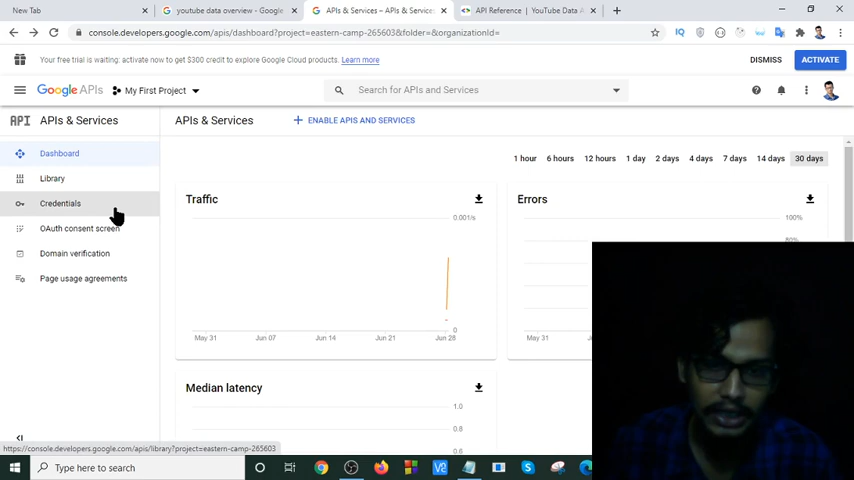 New Tab
youtube data overview - Google
APIs & Services – APIs & Services
API Reference | YouTube Data A
console.developers.google.com/apis/dashboard?project=eastern-camp-265603&folder=&organizationId=
Your free trial is waiting: activate now to get $300 credit to explore Google Cloud products. Learn more
DISMISS
ACTIVATE
Google APIs
My First Project
Search for APIs and Services
API
APIs & Services
APIs & Services
ENABLE APIS AND SERVICES
Dashboard
Library
Credentials
OAuth consent screen
Domain verification
Page usage agreements
1 hour
6 hours
12 hours
1 day
2 days
4 days
7 days
14 days
30 days
Traffic
0.001/s
0
May 31
Jun 07
Jun 14
Jun 21
Jun 28
Errors
100%
80%
May 31
Median latency
1.0
0.8
0.6
https://console.developers.google.com/apis/library?project=eastern-camp-265603
Type here to search